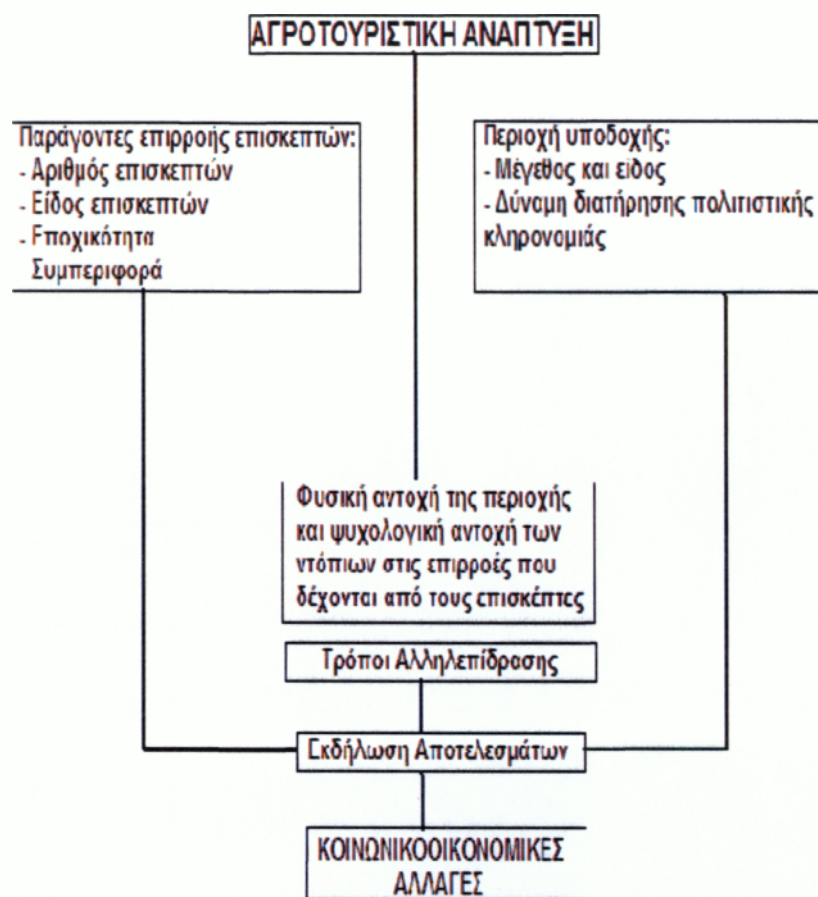 ΑΓΡΟΤΟΥΡΙΣΤΙΚΗ ΑΝΑΠΤΥΞΗ
Παράγοντες επιρροής επισκεπτών:
- Αριθμός επισκεπτών
- Είδος επισκεπτών
- Εποχικότητα
Συμπεριφορά
Περιοχή υποδοχής:
- Μέγεθος και είδος
- Δύναμη διατήρησης πολιτιστικής
κληρονομιάς
Φυσική αντοχή της περιοχής
και ψυχολογική αντοχή των
ντόπιων στις επιρροές που
δέχονται από τους επισκέπτες
Τρόποι Αλληλεπίδρασης
Εκδήλωση Αποτελεσμάτων
ΚΟΙΝΩΝΙΚΟΟΙΚΟΝΟΜΙΚΕΣ
ΑΛΛΑΓΕΣ